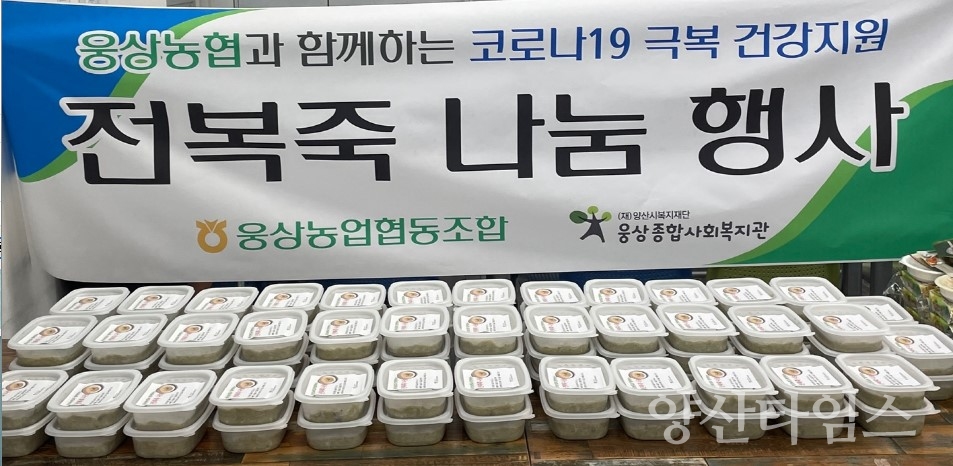 웅상농협과 함께하는 코로나19 극복 건강지원
전복죽 나눔 행사
웅상농업협동조합
(재)양산시복지재단
웅상종합사회복지관
양산타임스